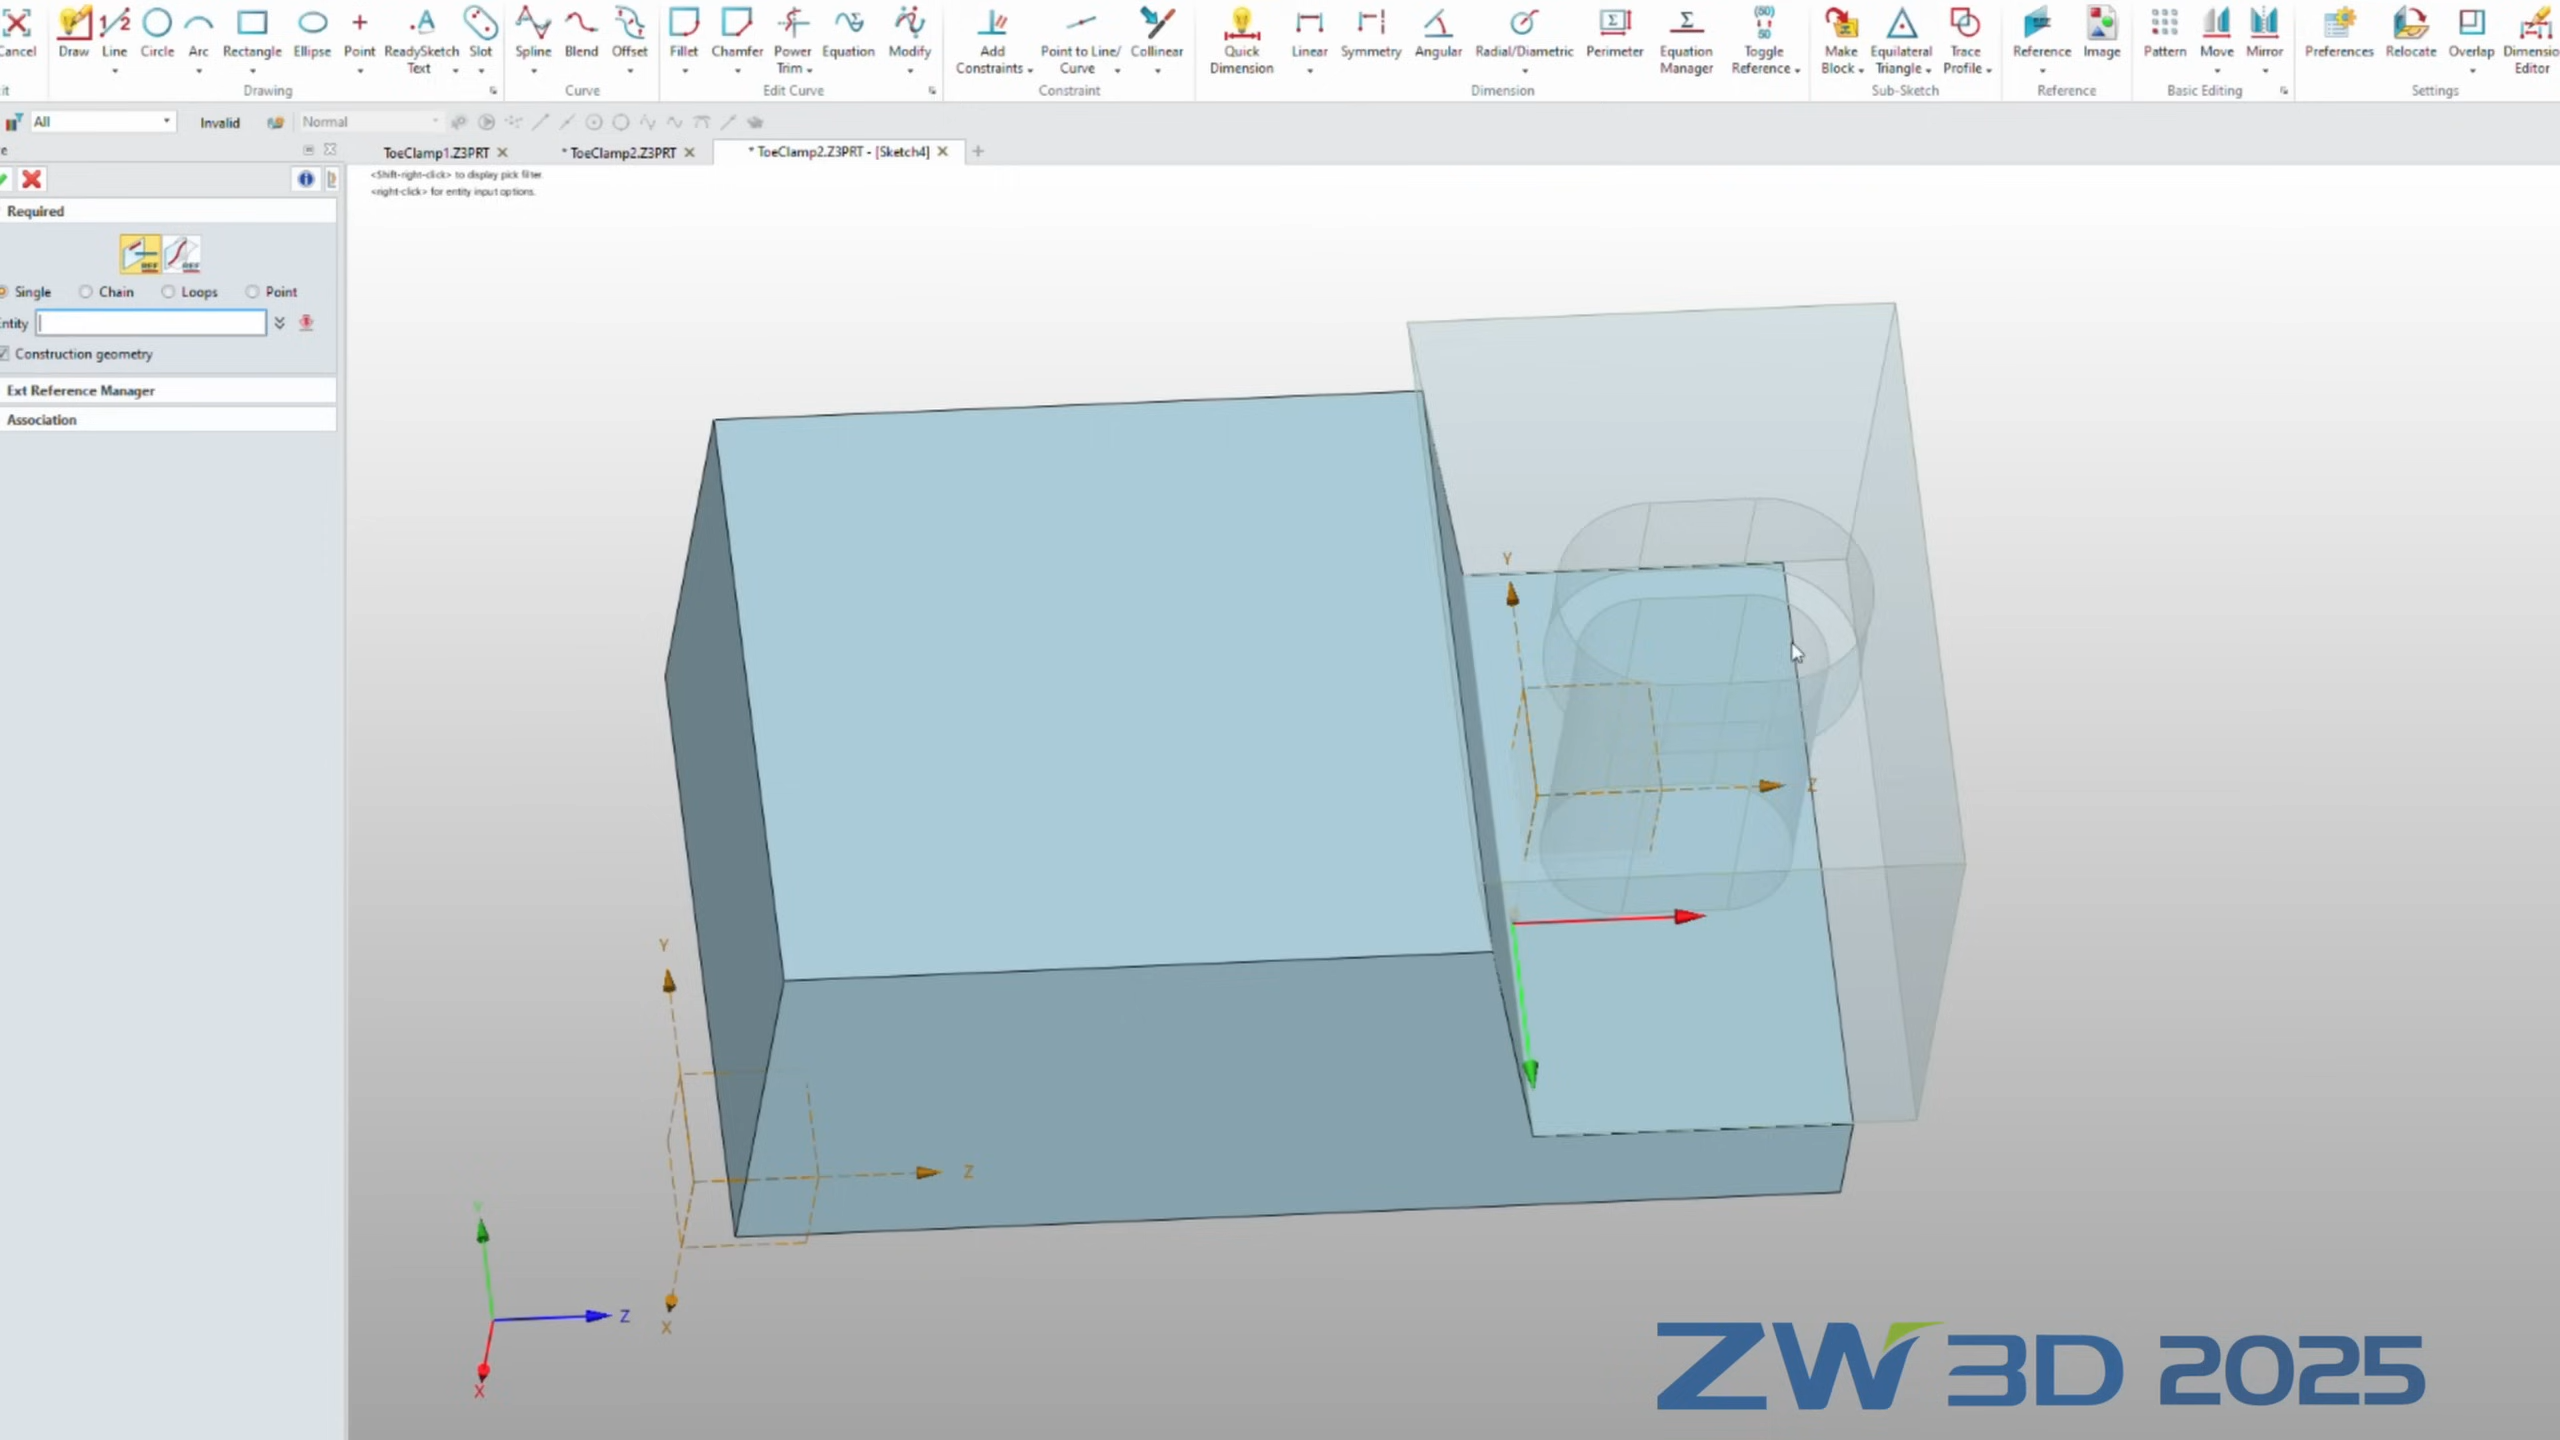 Cancel Draw Line Circle Arc Rectangle Ellipse Point ReadySketch Text Slot Spline Blend Offset Fillet Chamfer Power Trim Equation Modify Add Constraints Point to Line/ Curve Collinear Quick Dimension Linear Symmetry Angular Radial/Diametric Perimeter Equation Manager Toggle Reference Make Block Equilateral Triangle Trace Profile Reference Image Pattern Move Mirror Preferences Relocate Overlap Dimensio Editor
it Drawing Curve Edit Curve Constraint Dimension Sub-Sketch Reference Basic Editing Settings
All Invalid Normal
e ToeClamp1.Z3PRT * ToeClamp2.Z3PRT * ToeClamp2.Z3PRT - [Sketch4]
<Shift-right-click> to display pick filter.
<right-click> for entity input options.
Required
REF REF
Single Chain Loops Point
Entity
Construction geometry
Ext Reference Manager
Association
Y
Z
Y
Z
X
Y
Z
X
ZW3D 2025